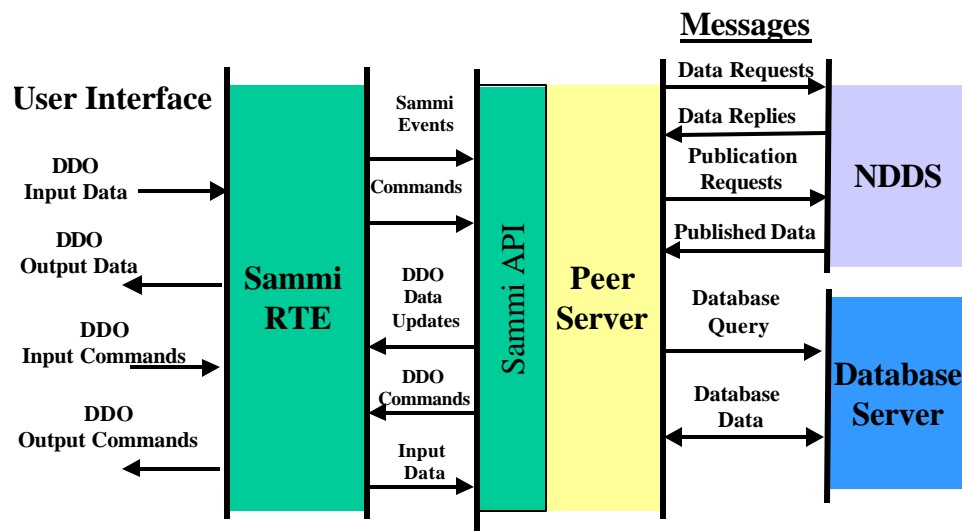 Messages
User Interface
DDO
Input Data
DDO
Output Data
DDO
Input Commands
DDO
Output Commands
Sammi
RTE
Sammi
Events
Commands
DDO
Data
Updates
DDO
Commands
Input
Data
Sammi API
Peer
Server
Data Requests
Data Replies
Publication
Requests
Published Data
Database
Query
Database
Data
NDDS
Database
Server